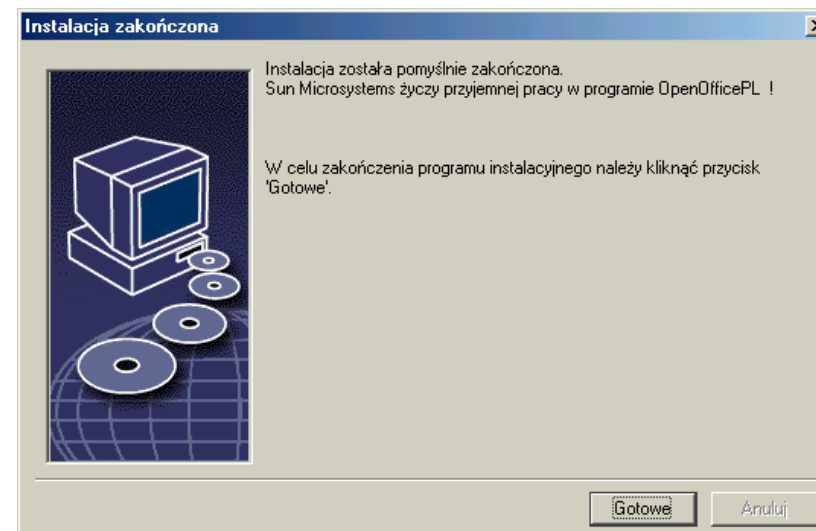 Instalacja zakończona
Instalacja została pomyślnie zakończona.
Sun Microsystems życzy przyjemnej pracy w programie OpenOfficePL !
W celu zakończenia programu instalacyjnego należy kliknąć przycisk
'Gotowe'.
Gotowe
Anuluj